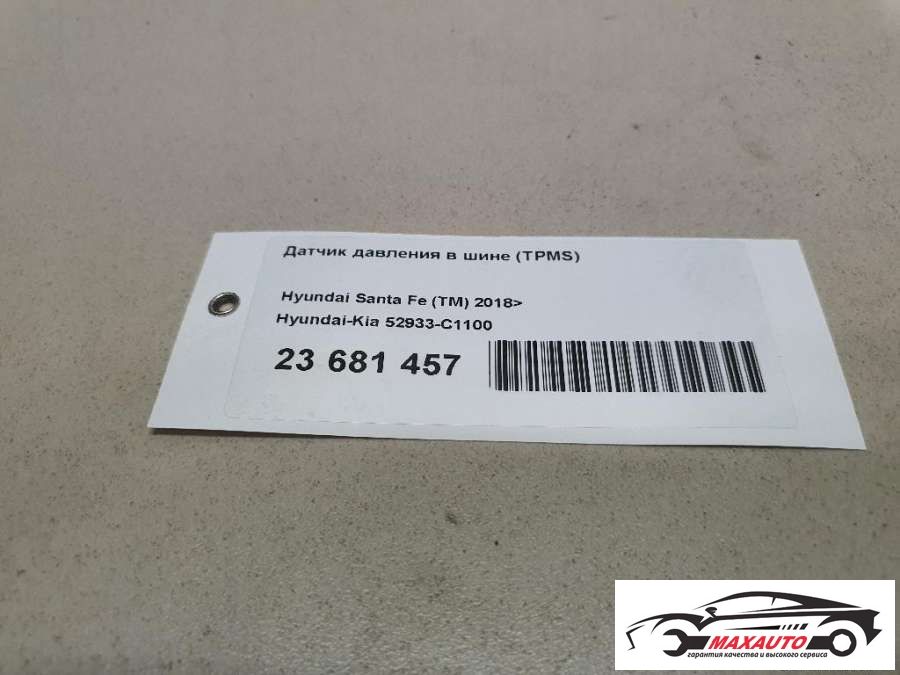 Датчик давления в шине (TPMS)
Hyundai Santa Fe (TM) 2018>
Hyundai-Kia 52933-C1100
23 681 457
MAXAUTO
гарантия качества и высокого сервиса